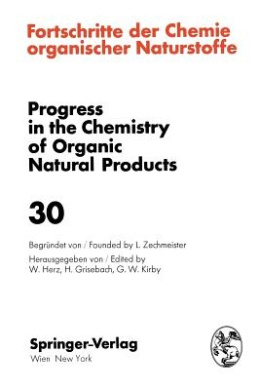 Fortschritte der Chemie
organischer Naturstoffe
Progress
in the Chemistry
of Organic
Natural Products
30
Begründet von / Founded by L. Zechmeister
Herausgegeben von / Edited by
W. Herz, H. Grisebach, G. W. Kirby
Springer-Verlag
Wien New York